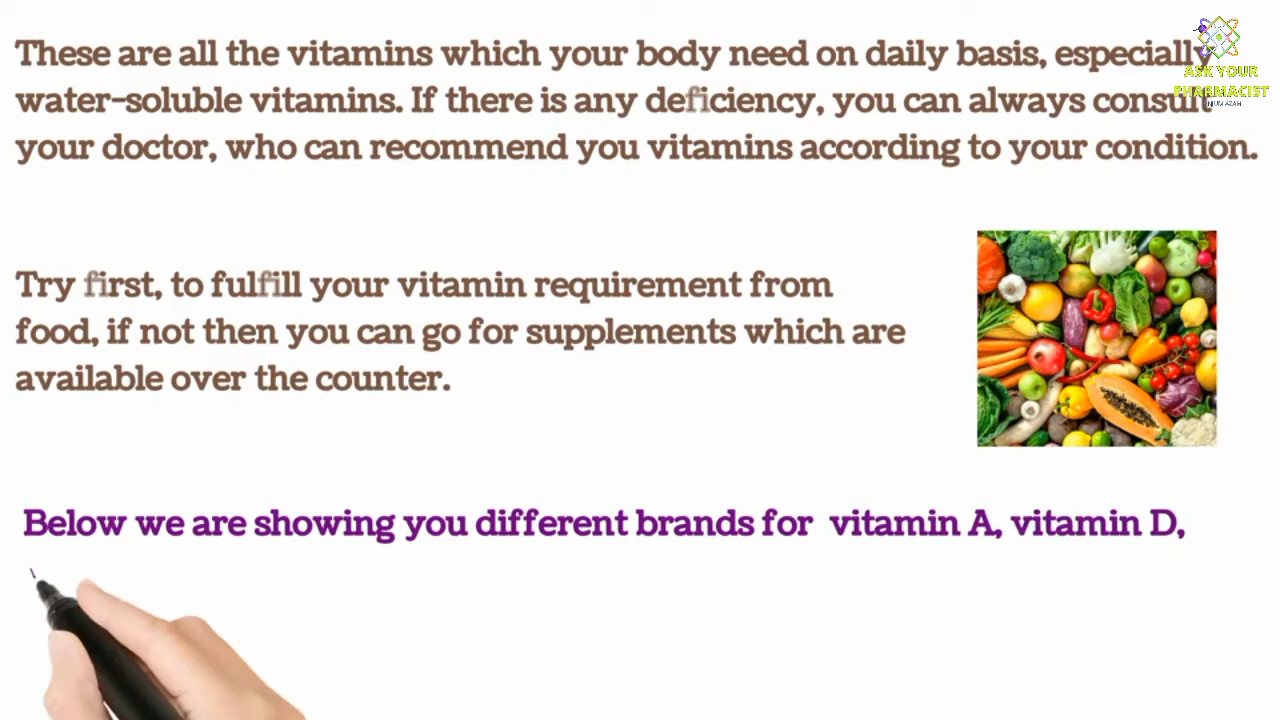 These are all the vitamins which your body need on daily basis, especially
water-soluble vitamins. If there is any deficiency, you can always consult
your doctor, who can recommend you vitamins according to your condition.
ASK YOUR
PHARMACIST
Try first, to fulfill your vitamin requirement from
food, if not then you can go for supplements which are
available over the counter.
Below we are showing you different brands for vitamin A, vitamin D,